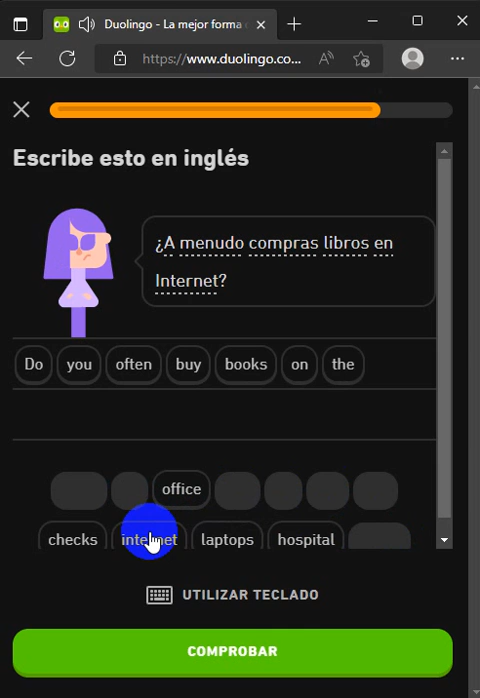 Duolingo - La mejor forma
https://www.duolingo.co...
Escribe esto en inglés
¿A menudo compras libros en
Internet?
Do you often buy books on the
office
checks internet laptops hospital
UTILIZAR TECLADO
COMPROBAR